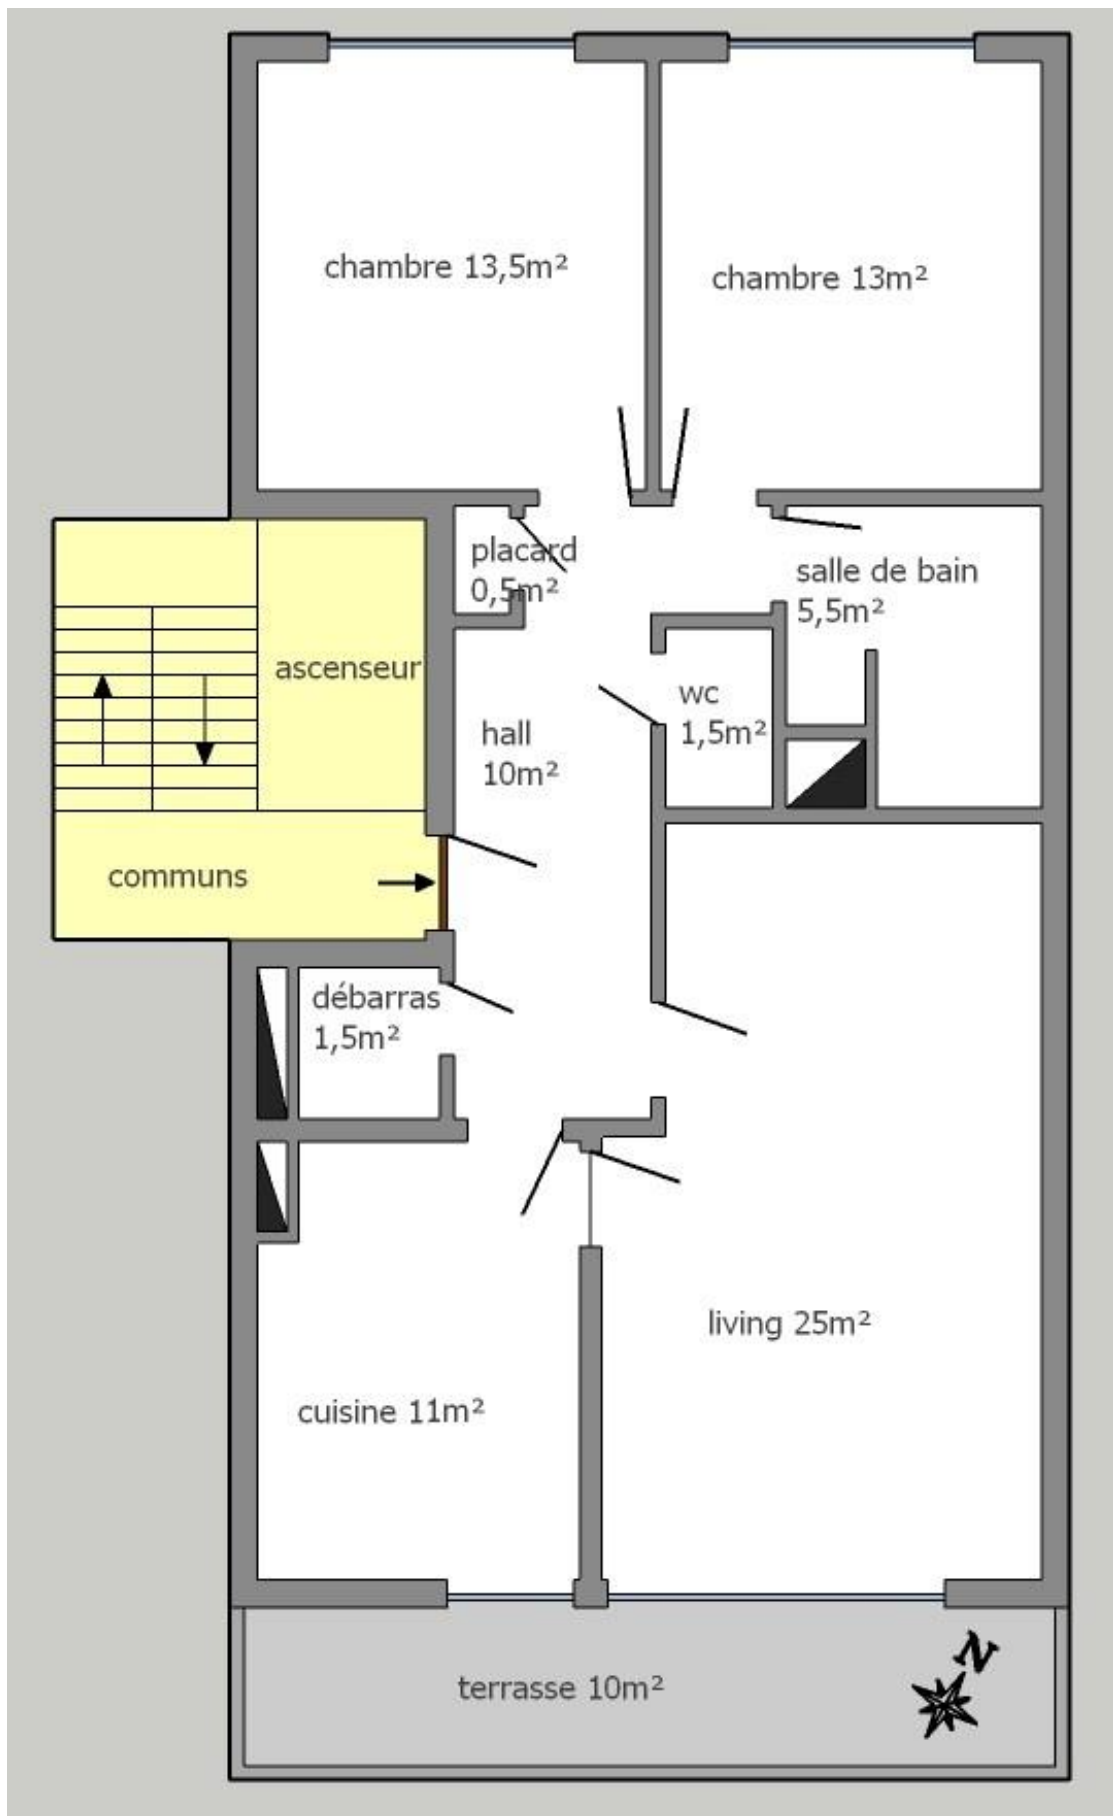 chambre 13,5m²
chambre 13m²
placard
0,5m²
salle de bain
5,5m²
ascenseur
wc
1,5m²
hall
10m²
communs
débarras
1,5m²
living 25m²
cuisine 11m²
terrasse 10m²
N